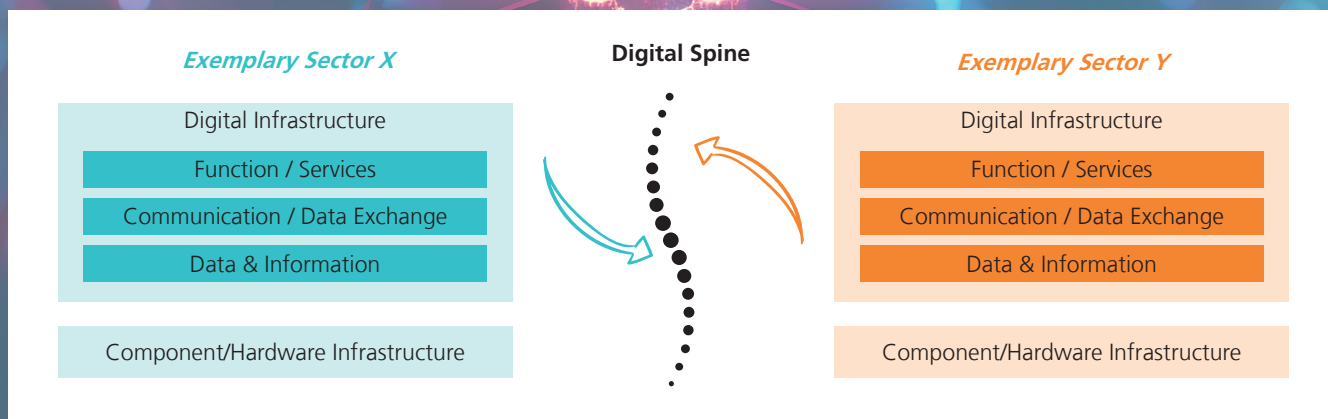 Exemplary Sector X
Digital Infrastructure
Function / Services
Communication / Data Exchange
Data & Information
Component/Hardware Infrastructure
Digital Spine
Exemplary Sector Y
Digital Infrastructure
Function / Services
Communication / Data Exchange
Data & Information
Component/Hardware Infrastructure